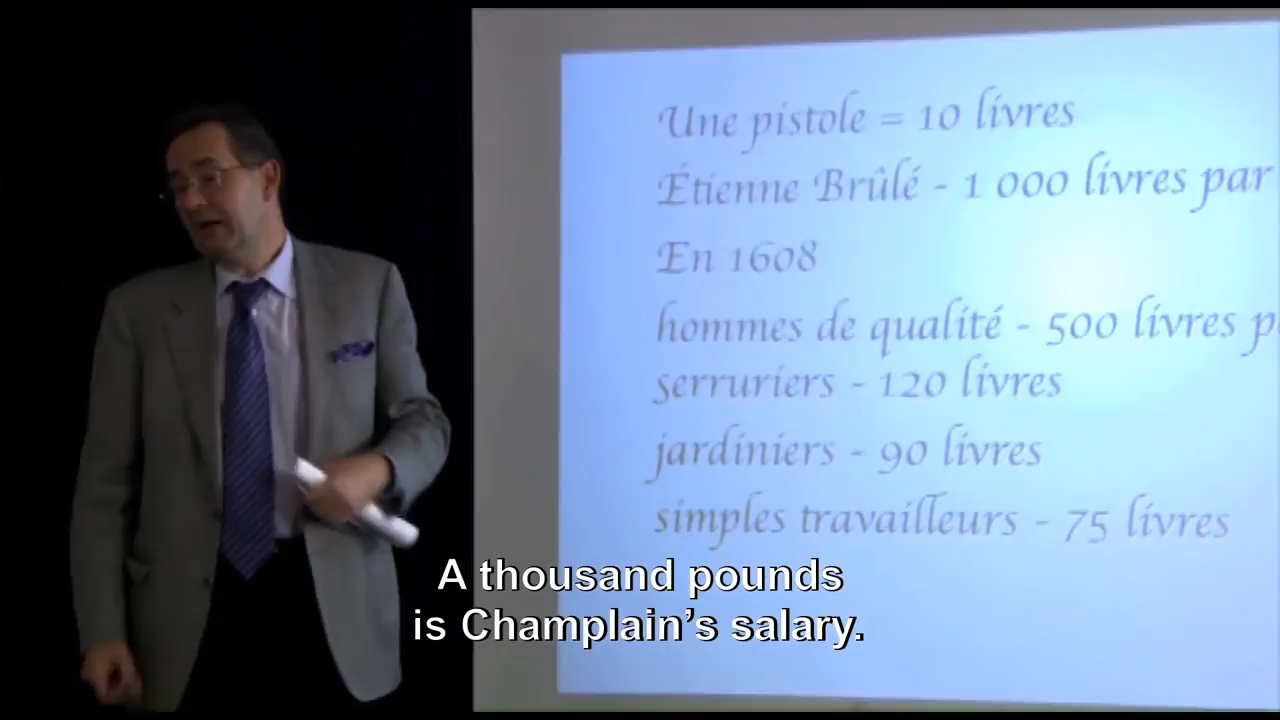 Une pistole = 10 livres
Étienne Brûlé - 1 000 livres par
En 1608
hommes de qualité - 500 livres p
serruriers - 120 livres
jardiniers - 90 livres
simples travailleurs - 75 livres
A thousand pounds
is Champlain's salary.